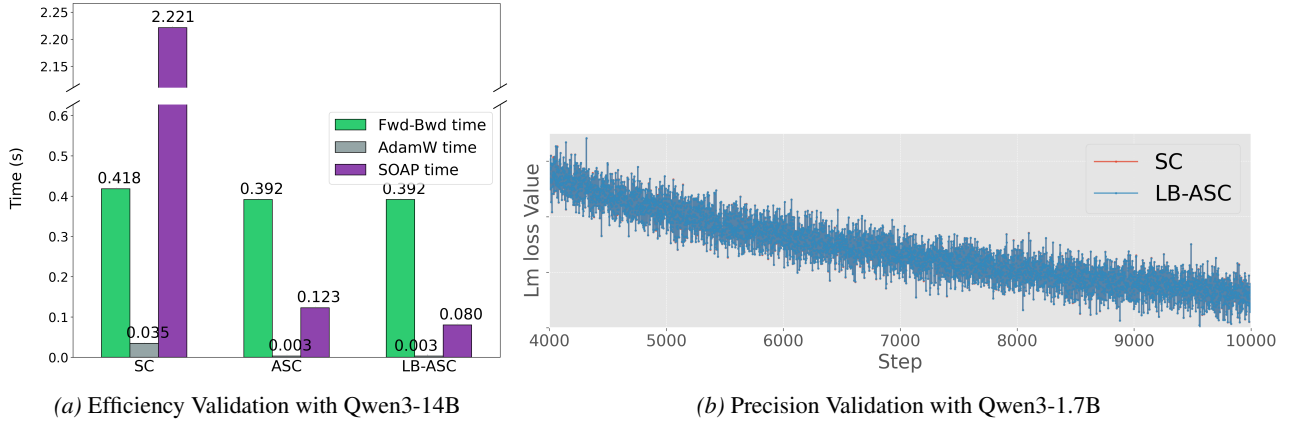 2.25
2.20
2.15
0.6
0.5
0.4
0.3
0.2
0.1
0.0
Time (s)
2.221
Fwd-Bwd time
AdamW time
SOAP time
0.418
0.035
0.392
0.003
0.123
0.392
0.003
0.080
SC
ASC
LB-ASC
(a) Efficiency Validation with Qwen3-14B
Lm loss Value
SC
LB-ASC
4000
5000
6000
7000
8000
9000
10000
Step
(b) Precision Validation with Qwen3-1.7B